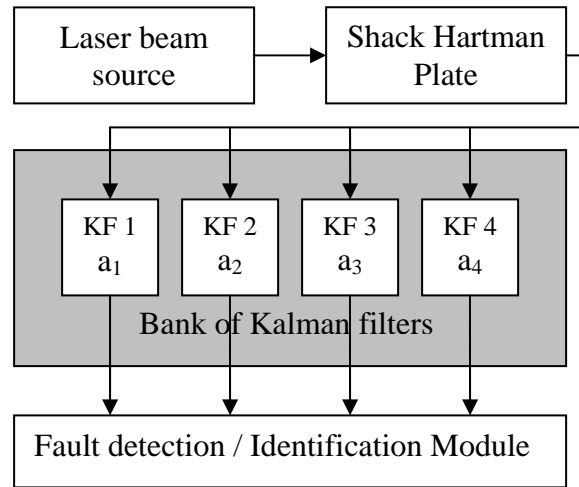 Laser beam
source
Shack Hartman
Plate
KF 1
a₁
KF 2
a₂
KF 3
a₃
KF 4
a₄
Bank of Kalman filters
Fault detection / Identification Module